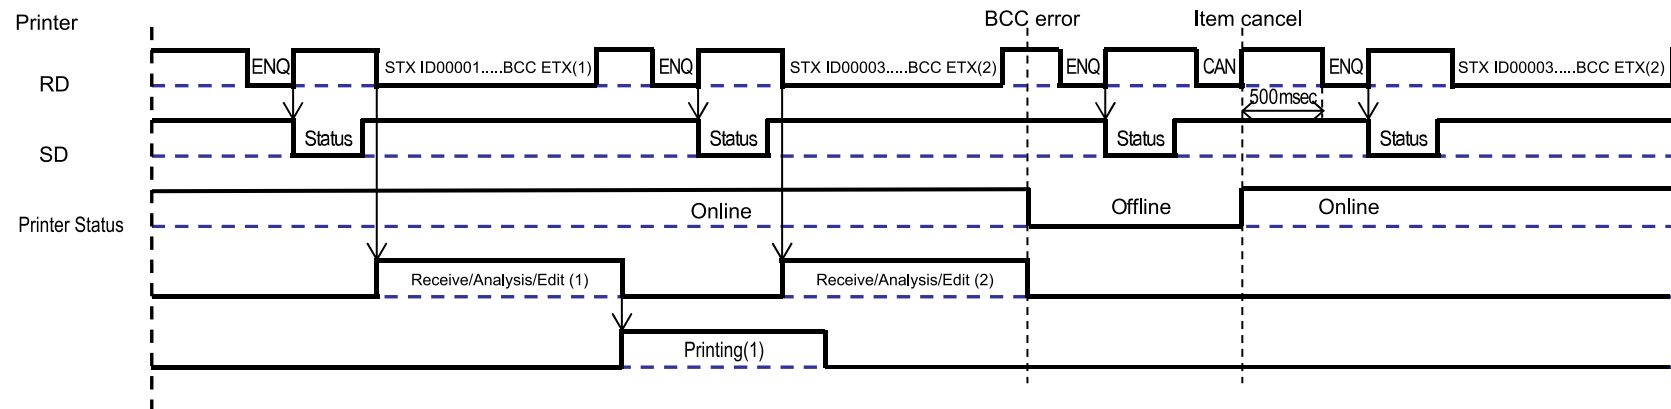 Printer
BCC error
Item cancel
RD
ENQ
STX ID00001.....BCC ETX(1)
ENQ
STX ID00003.....BCC ETX(2)
ENQ
CAN
ENQ
STX ID00003.....BCC ETX(2)
500msec
SD
Status
Status
Status
Status
Printer Status
Online
Offline
Online
Receive/Analysis/Edit (1)
Receive/Analysis/Edit (2)
Printing(1)